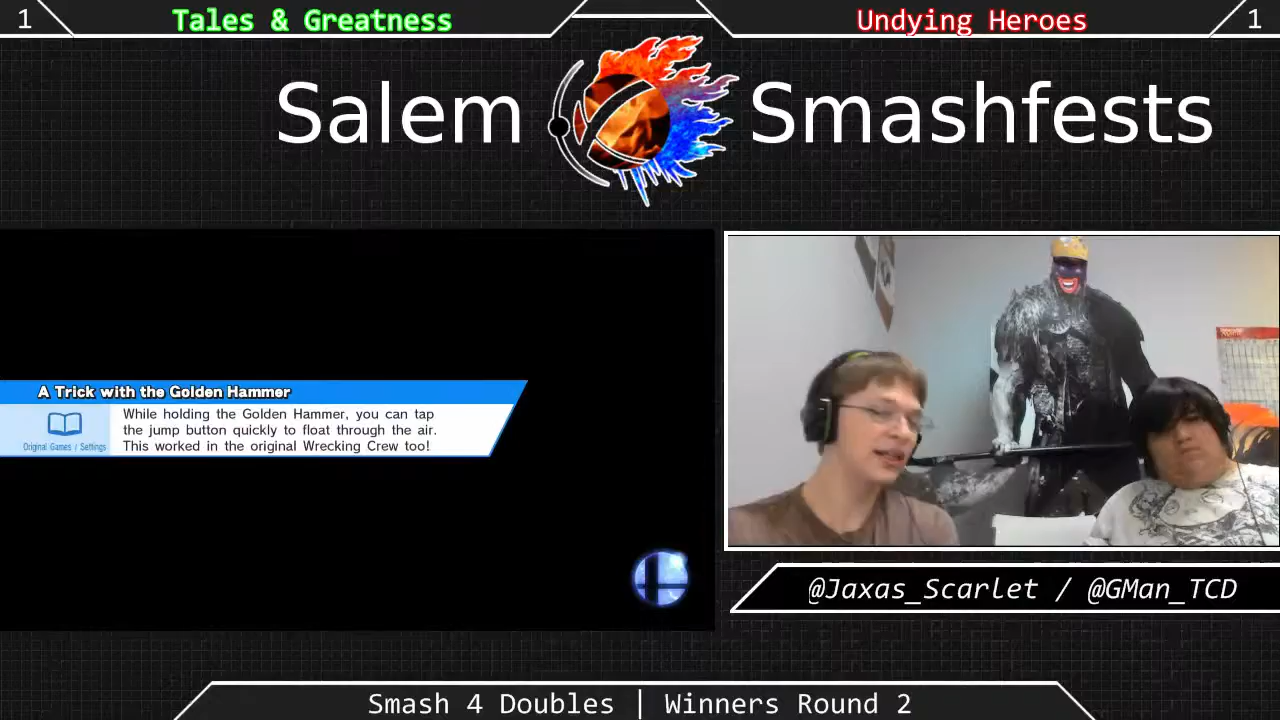 1
Tales & Greatness
Undying Heroes
1
Salem
Smashfests
A Trick with the Golden Hammer
Original Games / Settings
While holding the Golden Hammer, you can tap
the jump button quickly to float through the air.
This worked in the original Wrecking Crew too!
@Jaxas_Scarlet / @GMan_TCD
Smash 4 Doubles | Winners Round 2